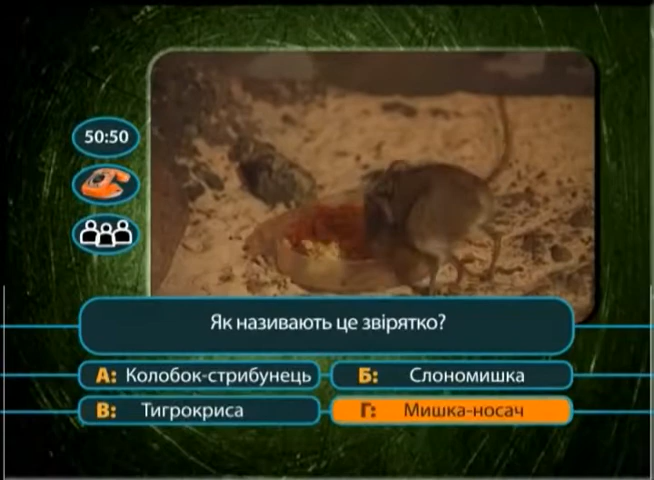 50:50
Як називають це звірятко?
А: Колобок-стрибунець
Б: Слономишка
В: Тигрокриса
Г: Мишка-носач